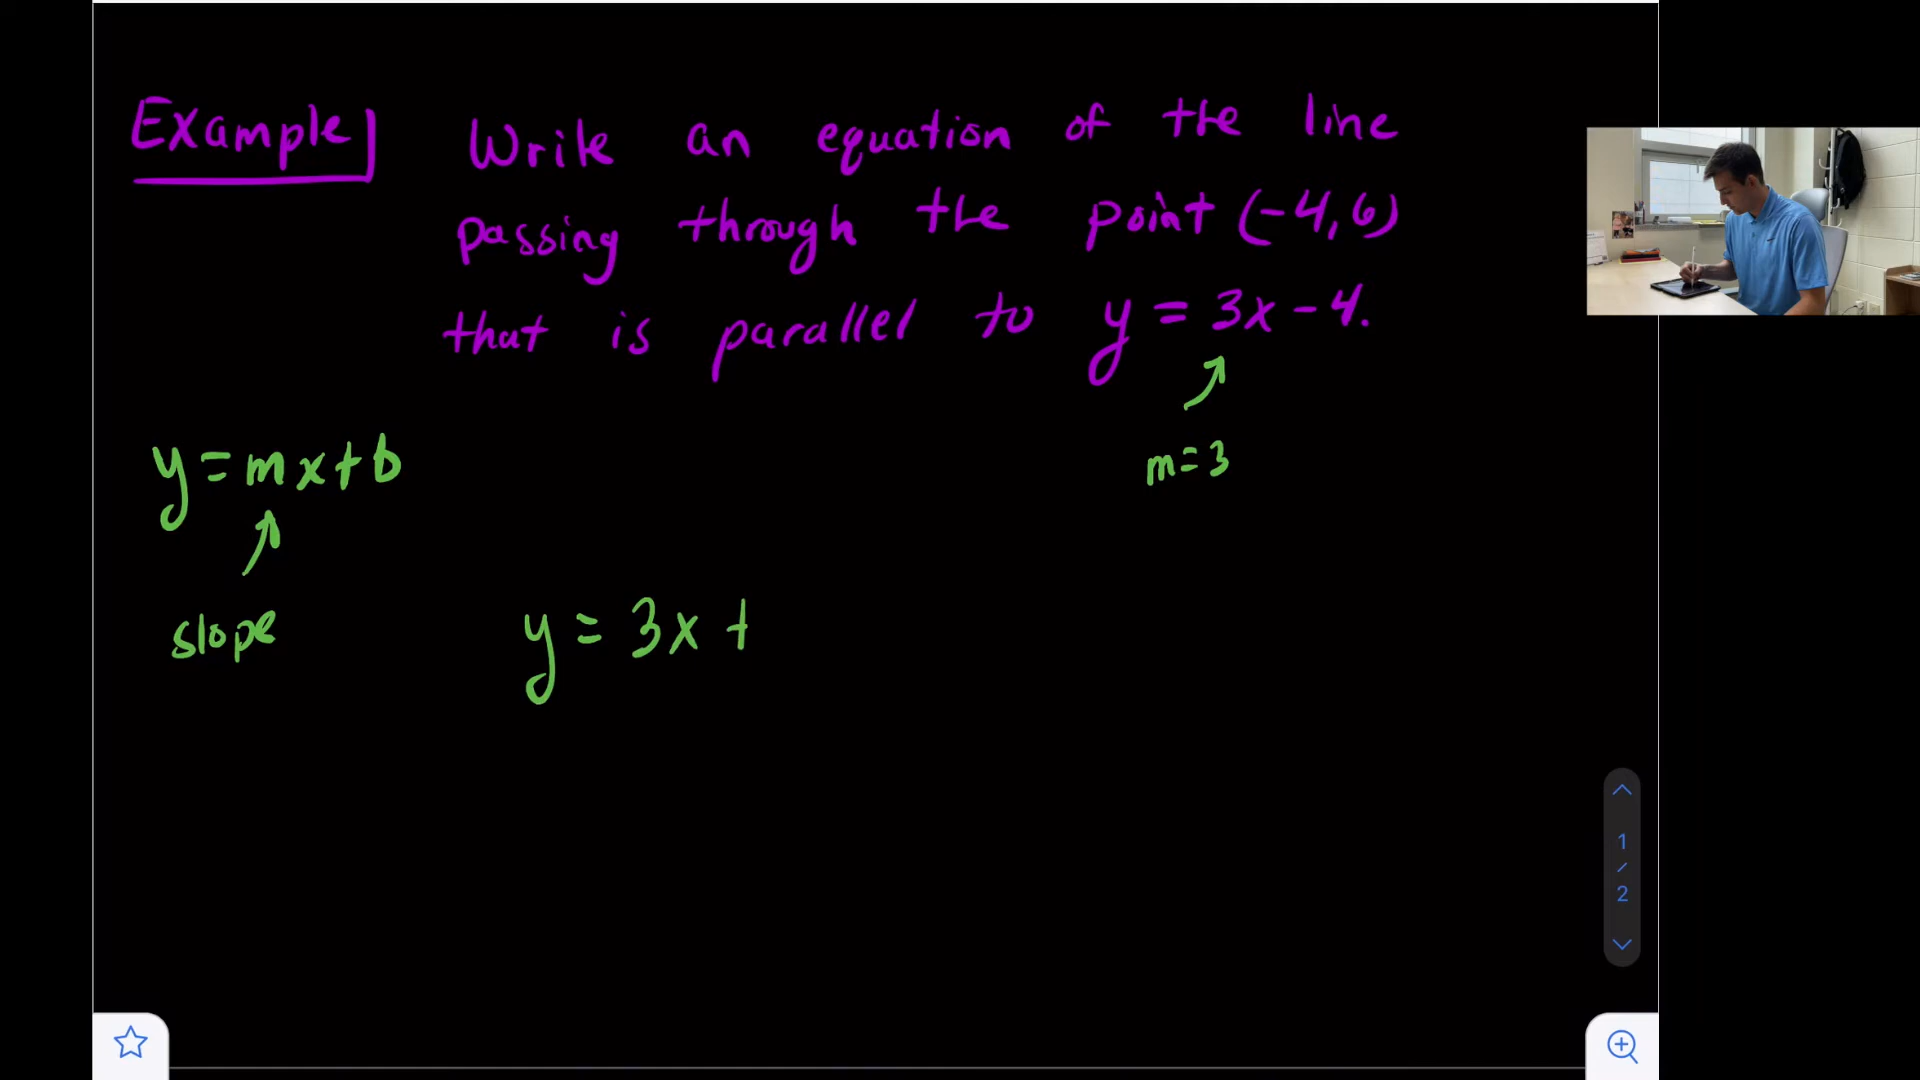 Example Write an equation of the line
passing through the point (-4, 6)
that is parallel to y = 3x - 4.
y = mx + b
m = 3
slope
y = 3x +
1
/
2